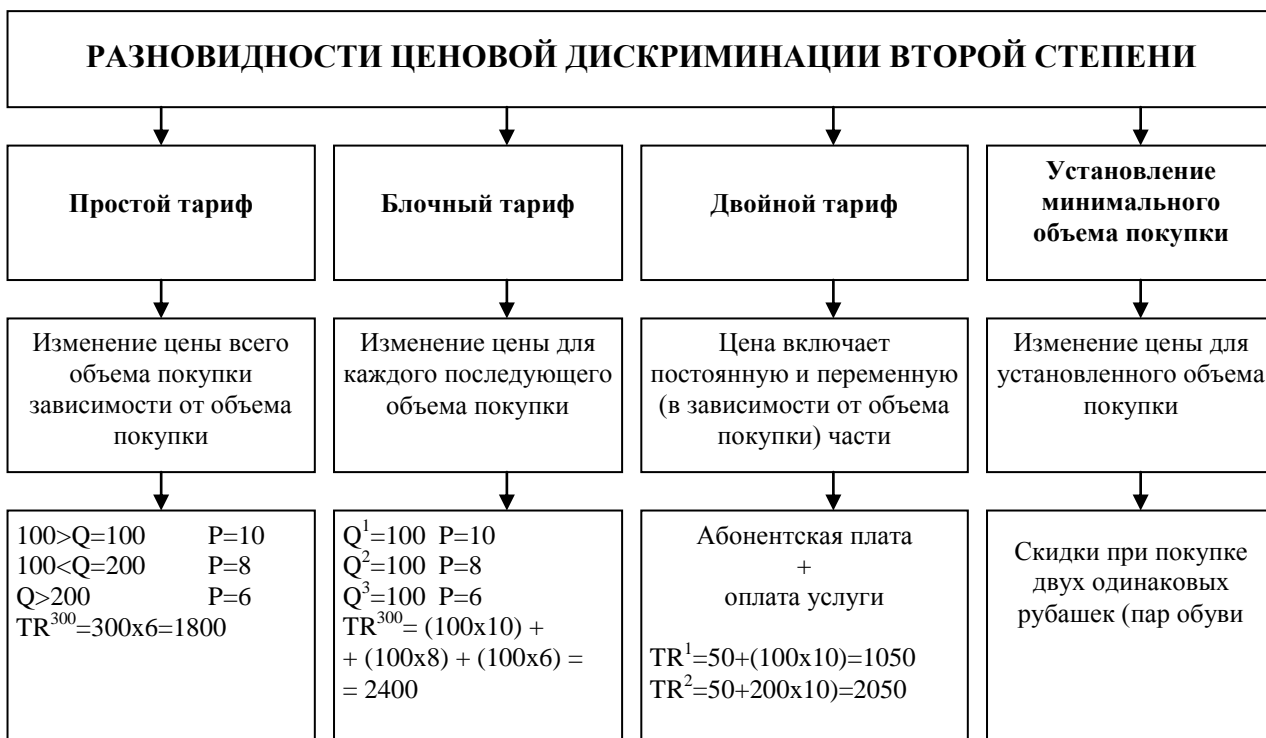 РАЗНОВИДНОСТИ ЦЕНОВОЙ ДИСКРИМИНАЦИИ ВТОРОЙ СТЕПЕНИ
Простой тариф
Блочный тариф
Двойной тариф
Установление
минимального
объема покупки
Изменение цены всего
объема покупки
зависимости от объема
покупки
Изменение цены для
каждого последующего
объема покупки
Цена включает
постоянную и переменную
(в зависимости от объема
покупки) части
Изменение цены для
установленного объема
покупки
100>Q=100 P=10
100<Q=200 P=8
Q>200 P=6
TR³⁰⁰=300x6=1800
Q¹=100 P=10
Q²=100 P=8
Q³=100 P=6
TR³⁰⁰= (100x10) +
+ (100x8) + (100x6) =
= 2400
Абонентская плата
+
оплата услуги
TR¹=50+(100x10)=1050
TR²=50+200x10)=2050
Скидки при покупке
двух одинаковых
рубашек (пар обуви